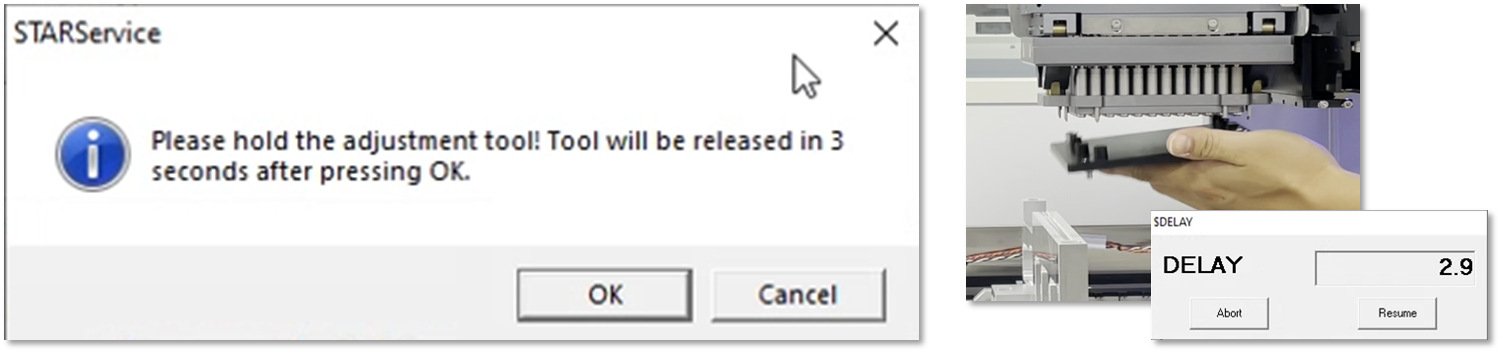 STARService
Please hold the adjustment tool! Tool will be released in 3
seconds after pressing OK.
OK
Cancel
SDELAY
DELAY
2.9
Abort
Resume